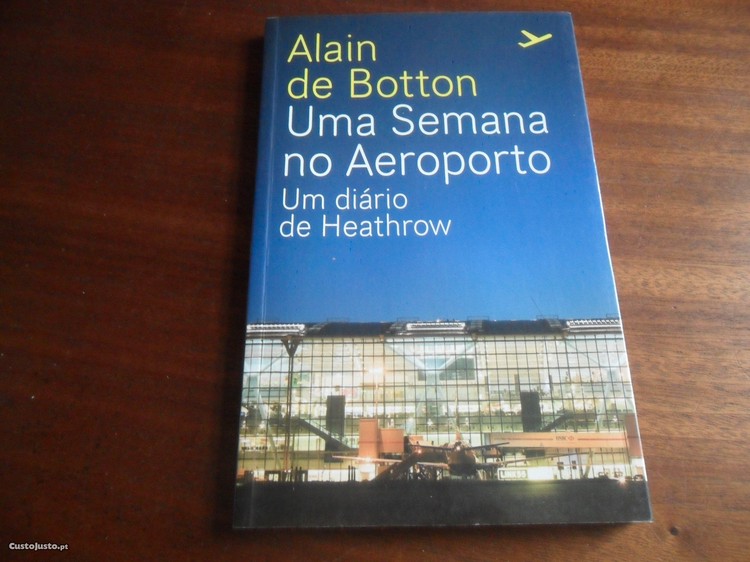 Alain
de Botton
Uma Semana
no Aeroporto
Um diário
de Heathrow
CustoJusto.pt